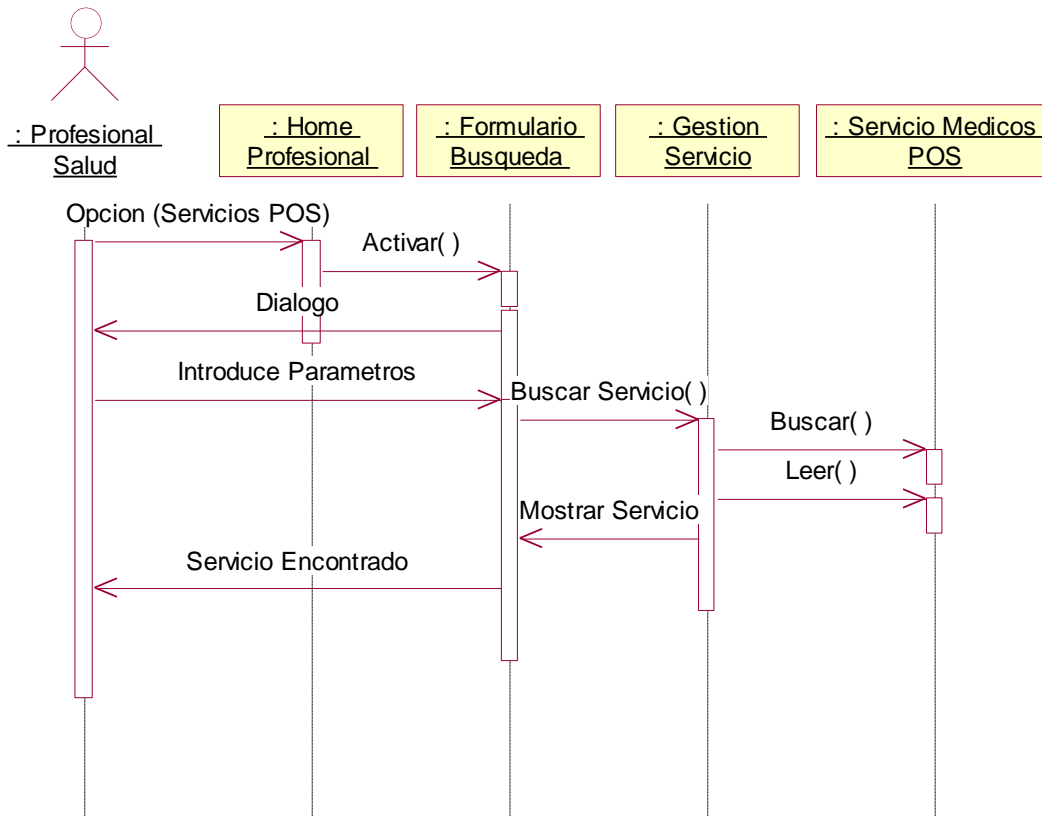 : Profesional
Salud
: Home
Profesional
: Formulario
Busqueda
: Gestion
Servicio
: Servicio Medicos
POS
Opcion (Servicios POS)
Activar( )
Dialogo
Introduce Parametros
Buscar Servicio( )
Buscar( )
Leer( )
Mostrar Servicio
Servicio Encontrado